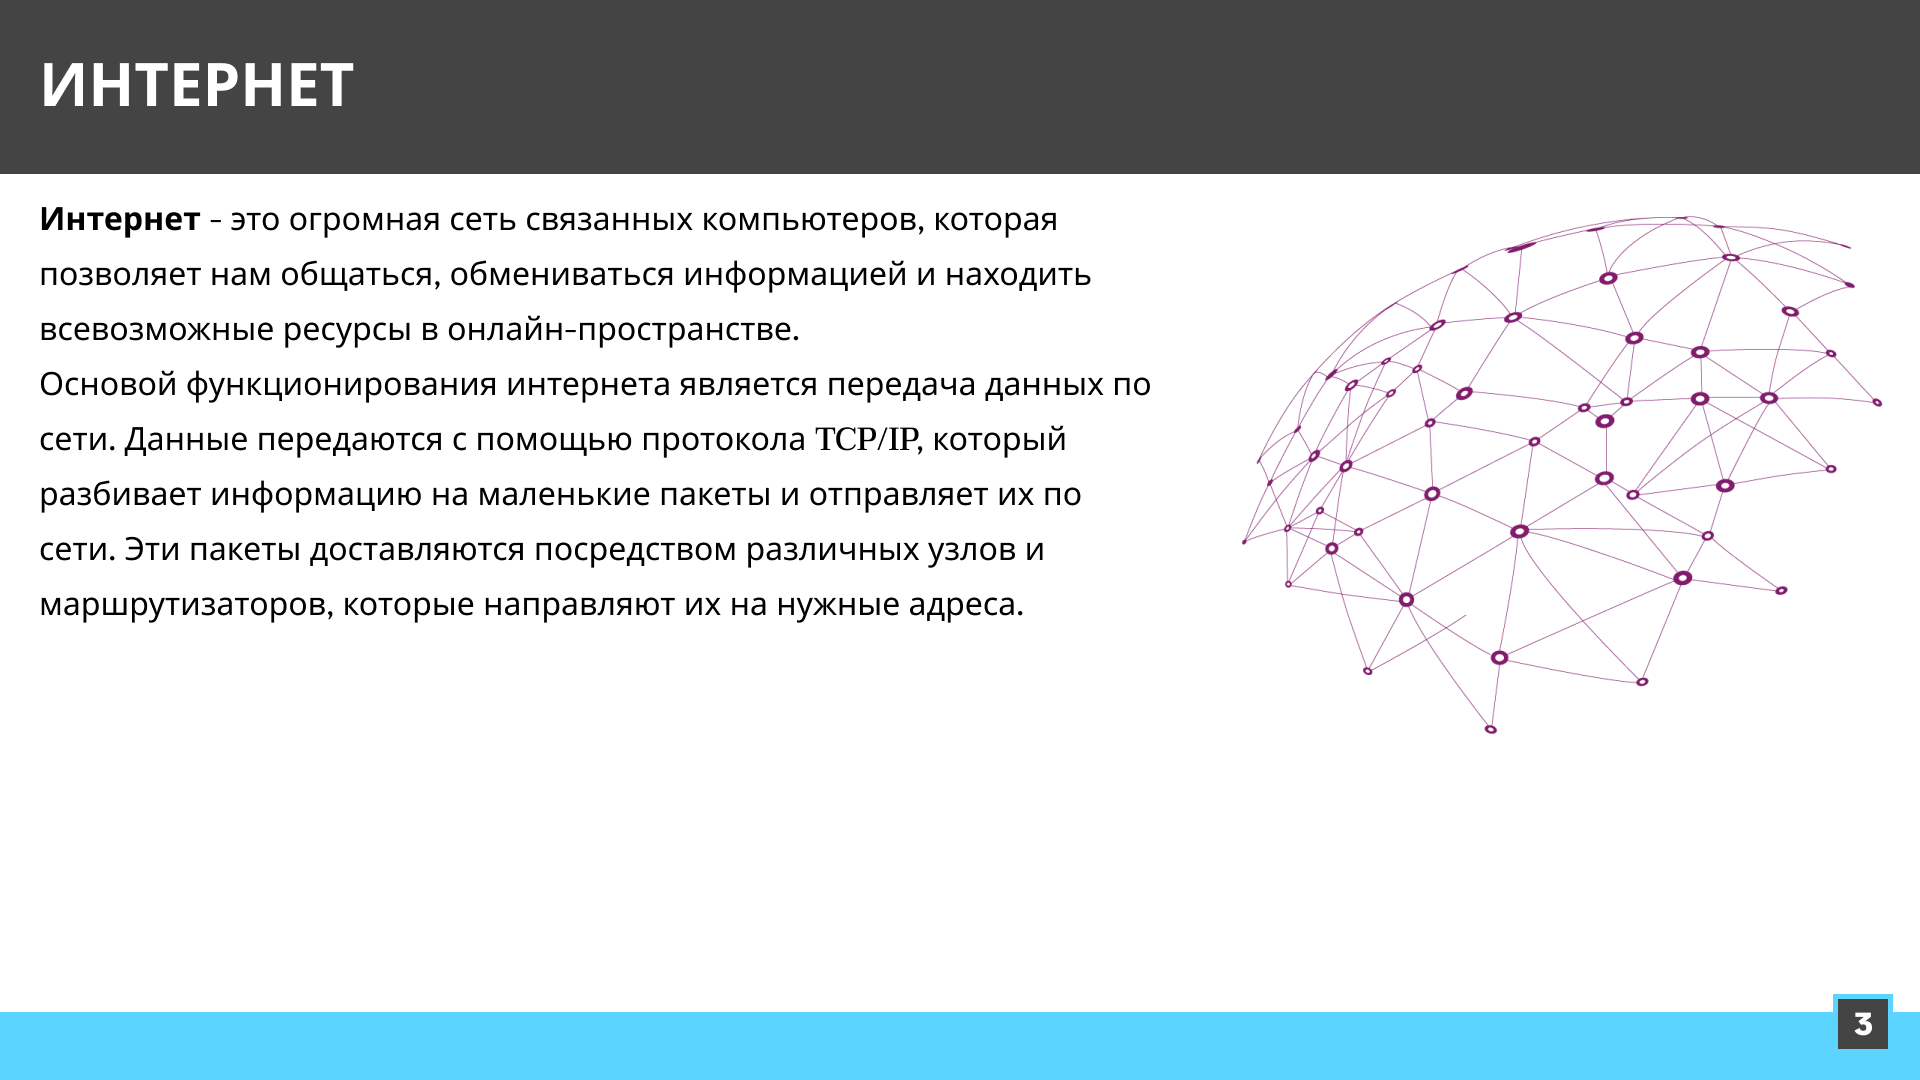 ИНТЕРНЕТ
Интернет - это огромная сеть связанных компьютеров, которая
позволяет нам общаться, обмениваться информацией и находить
всевозможные ресурсы в онлайн-пространстве.
Основой функционирования интернета является передача данных по
сети. Данные передаются с помощью протокола TCP/IP, который
разбивает информацию на маленькие пакеты и отправляет их по
сети. Эти пакеты доставляются посредством различных узлов и
маршрутизаторов, которые направляют их на нужные адреса.
3